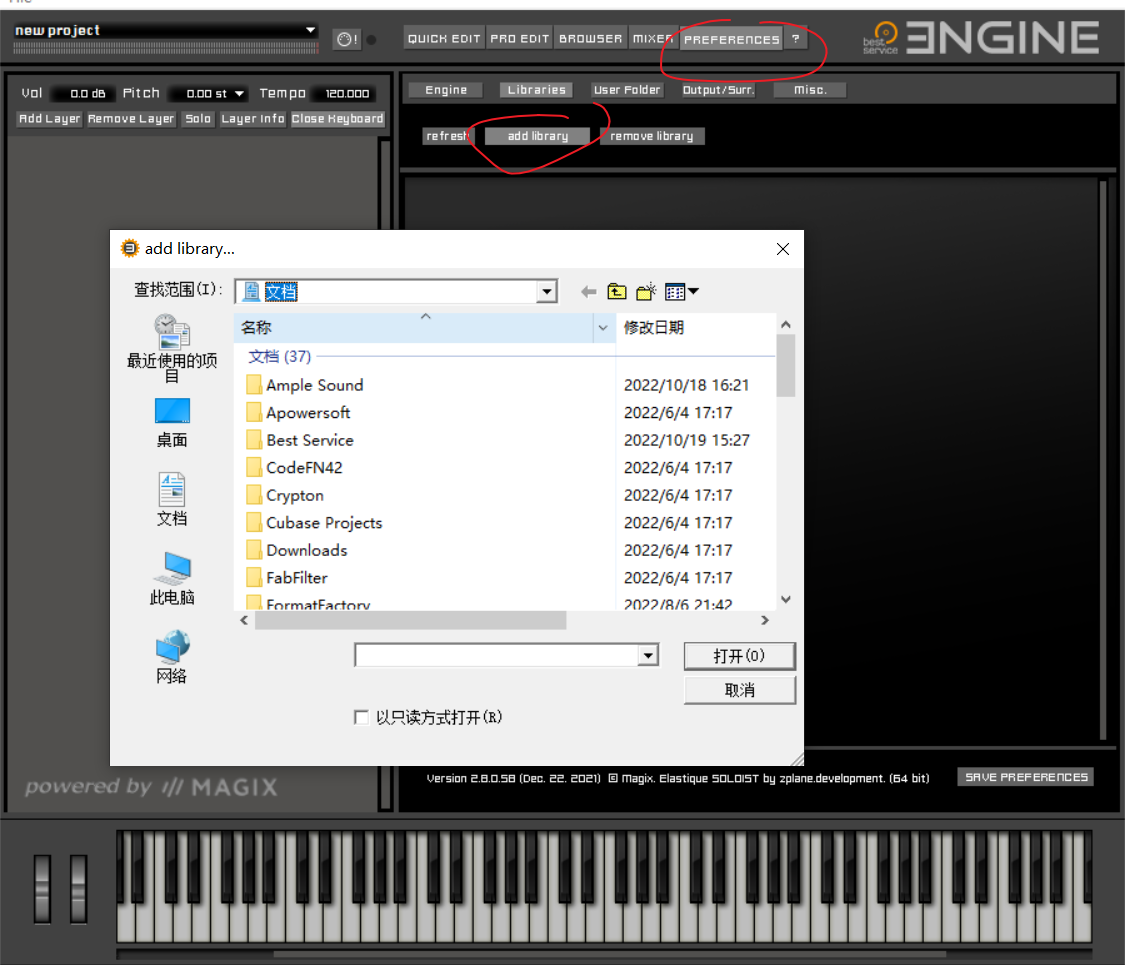 File
new project
QUICK EDIT PRO EDIT BROWSER MIXER PREFERENCES ?
best service ENGINE
Vol 0.0 dB Pitch 0.00 st Tempo 120.000
Add Layer Remove Layer Solo Layer Info Close Keyboard
Engine Libraries User Folder Output/Surr. Misc.
refresh add library remove library
add library...
查找范围(I): 文档
名称 修改日期
文档 (37)
Ample Sound 2022/10/18 16:21
Apowersoft 2022/6/4 17:17
Best Service 2022/10/19 15:27
CodeFN42 2022/6/4 17:17
Crypton 2022/6/4 17:17
Cubase Projects 2022/6/4 17:17
Downloads 2022/6/4 17:17
FabFilter 2022/6/4 17:17
FormatFactory 2022/8/6 21:42
最近使用的项
目
桌面
文档
此电脑
网络
打开(O)
取消
以只读方式打开(R)
powered by MAGIX
Version 2.8.0.58 (Dec. 22. 2021) © Magix. Elastique SOLOIST by zplane.development. (64 bit)
SAVE PREFERENCES